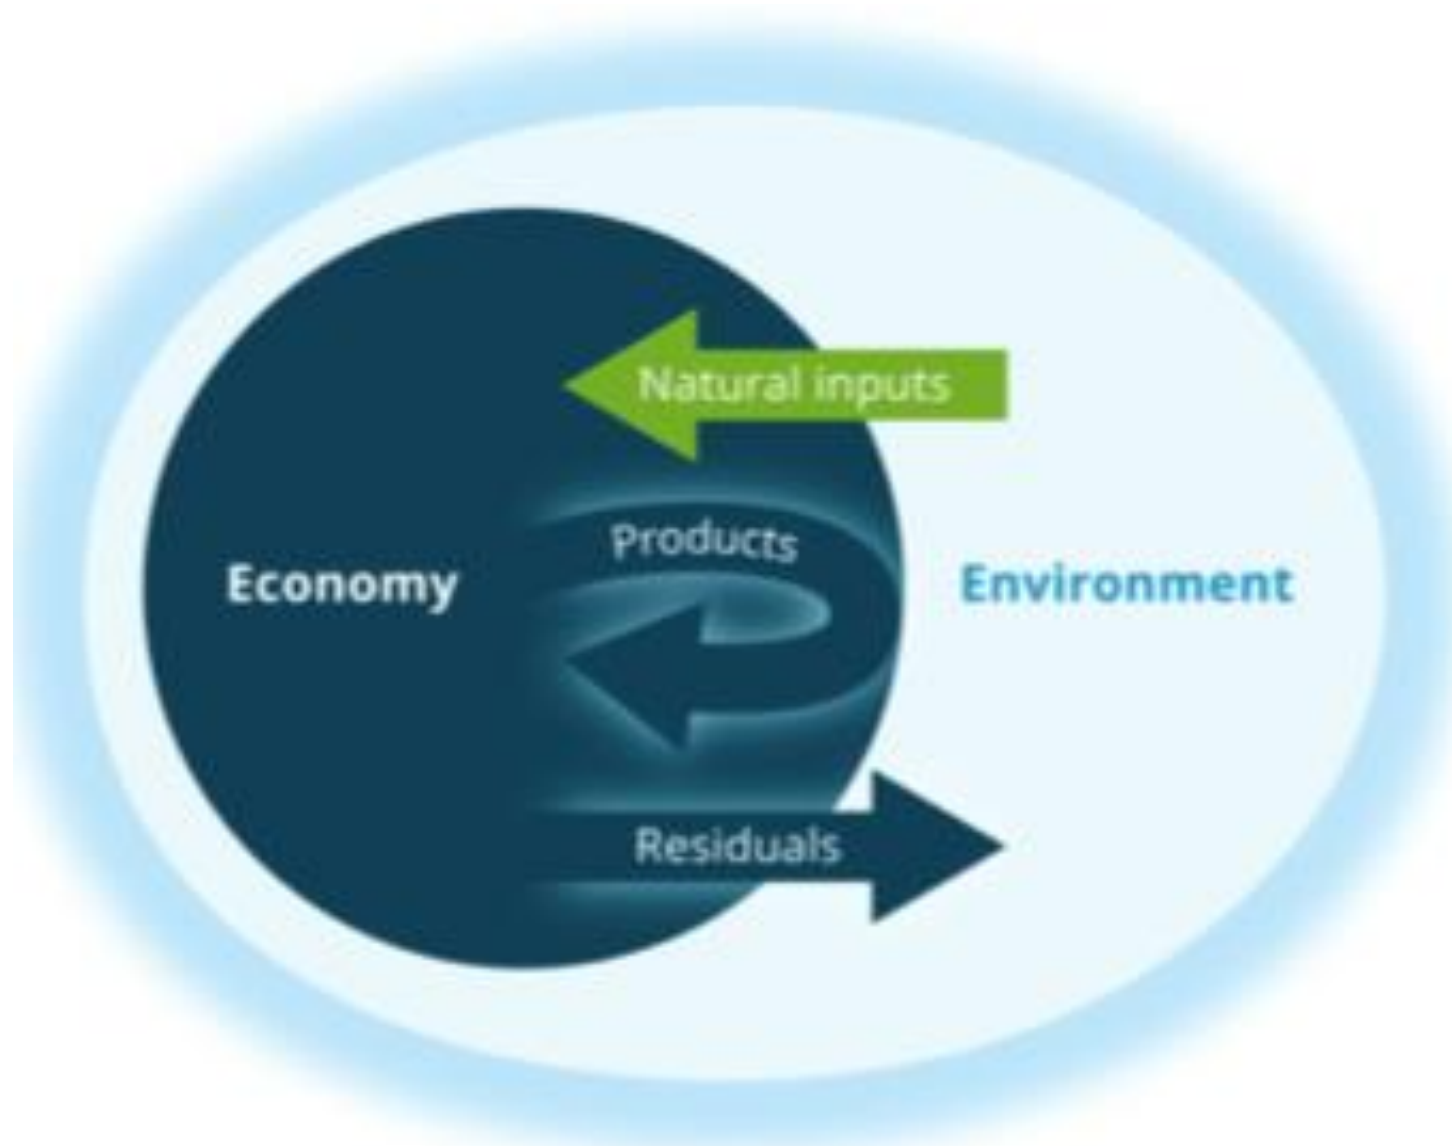 Natural inputs
Products
Economy
Environment
Residuals